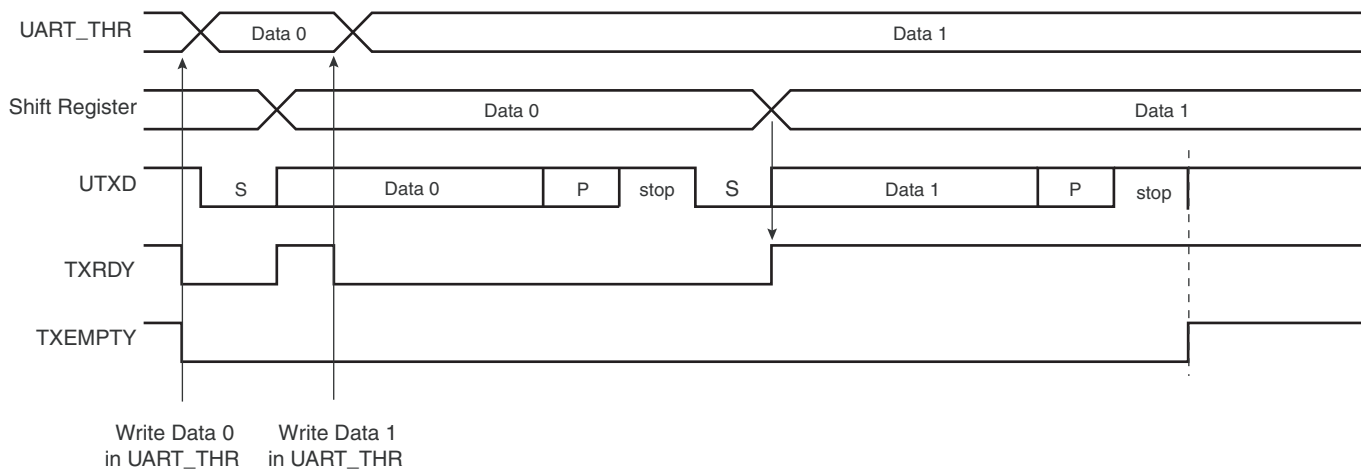 UART_THR
Data 0
Data 1
Shift Register
Data 0
Data 1
UTXD
S
Data 0
P
stop
S
Data 1
P
stop
TXRDY
TXEMPTY
Write Data 0
in UART_THR
Write Data 1
in UART_THR